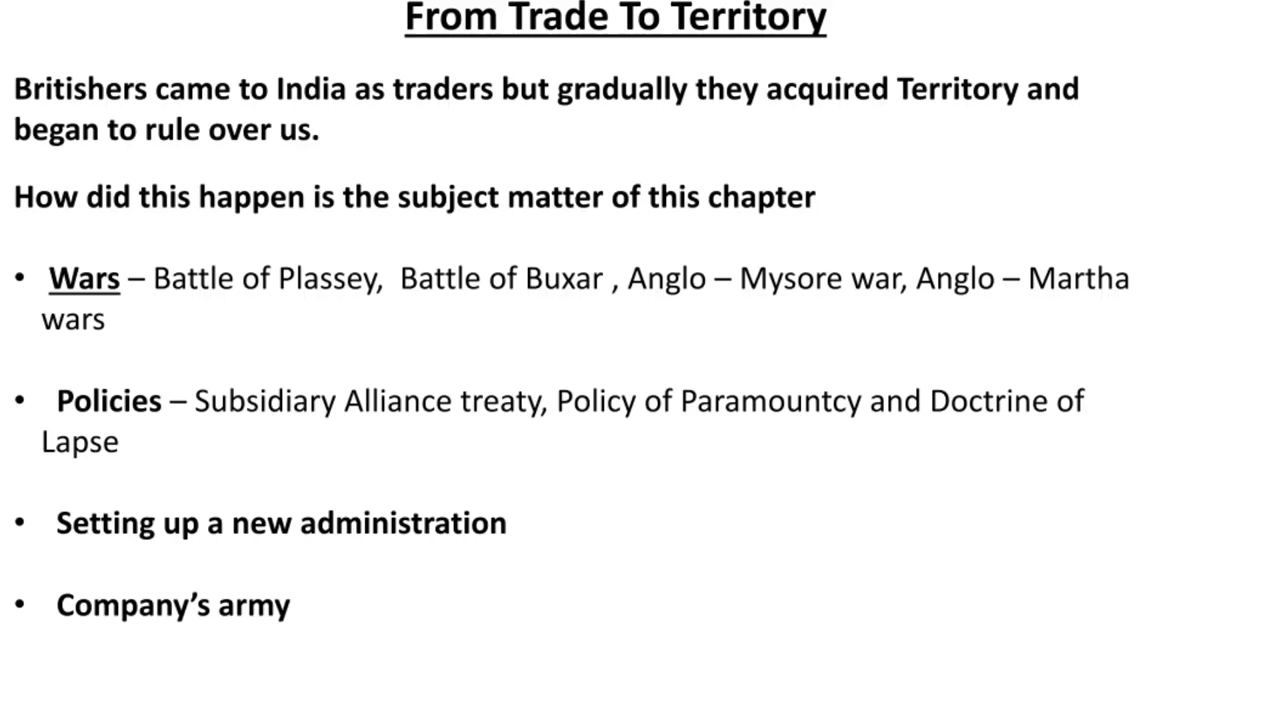 From Trade To Territory
Britishers came to India as traders but gradually they acquired Territory and
began to rule over us.
How did this happen is the subject matter of this chapter
• Wars – Battle of Plassey, Battle of Buxar , Anglo – Mysore war, Anglo – Martha
wars
• Policies – Subsidiary Alliance treaty, Policy of Paramountcy and Doctrine of
Lapse
• Setting up a new administration
• Company’s army